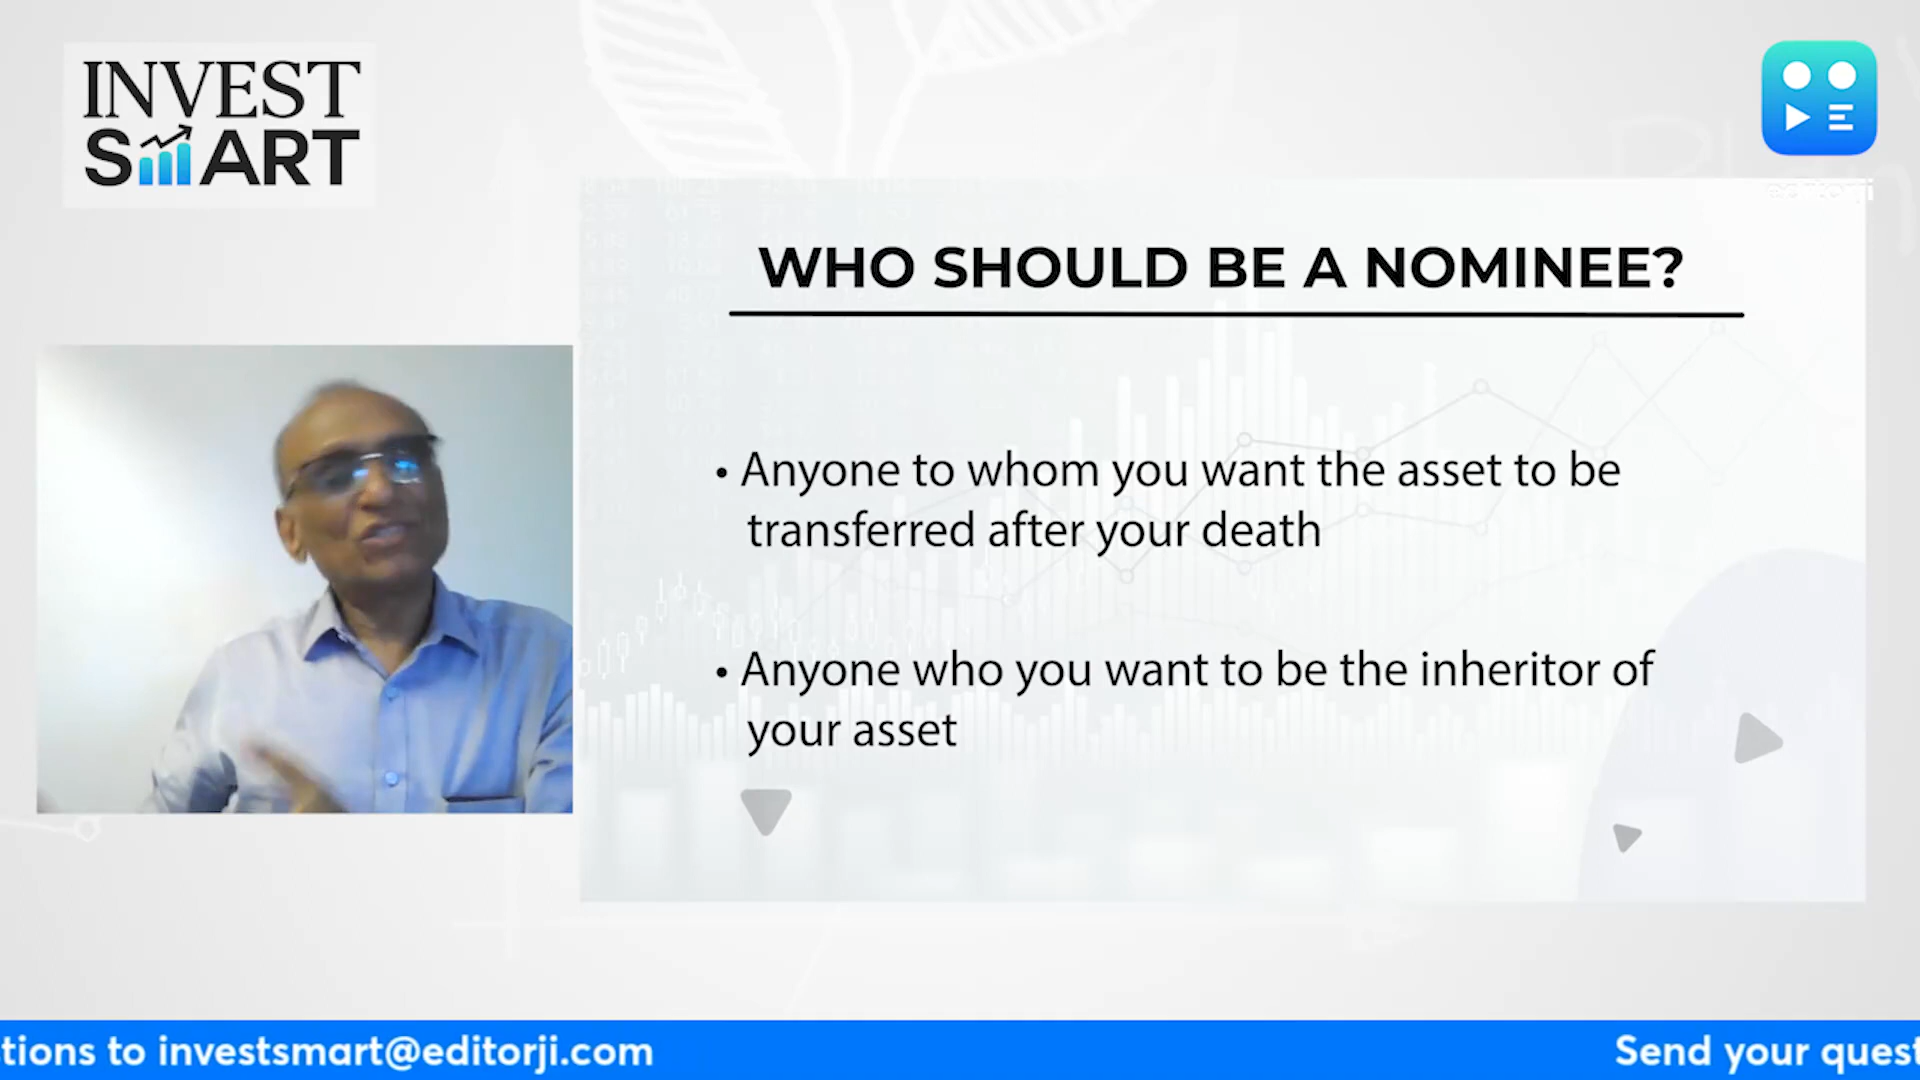 INVEST
SMART
editorji
WHO SHOULD BE A NOMINEE?
• Anyone to whom you want the asset to be
transferred after your death
• Anyone who you want to be the inheritor of
your asset
tions to investsmart@editorji.com
Send your quest